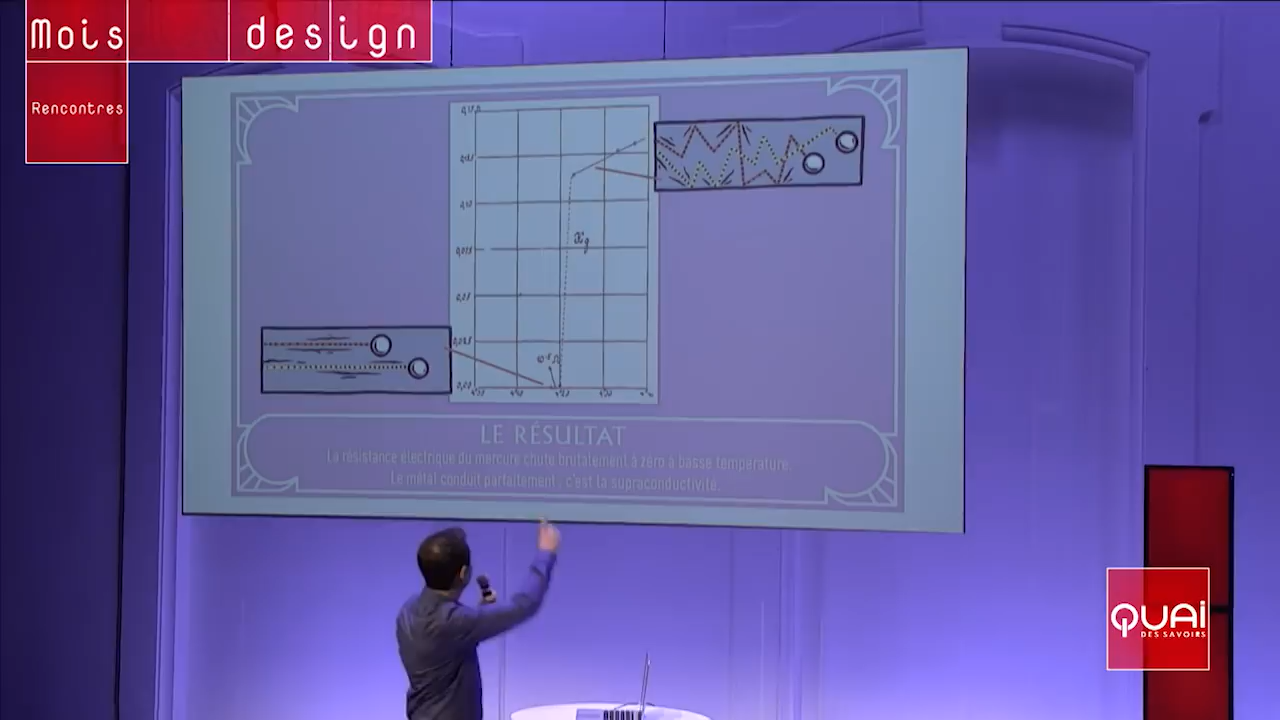 Mois design
Rencontres
Hg
LE RÉSULTAT
La résistance électrique du mercure chute brutalement à zéro à basse température.
Le métal conduit parfaitement : c'est la supraconductivité.
QUAI
DES SAVOIRS